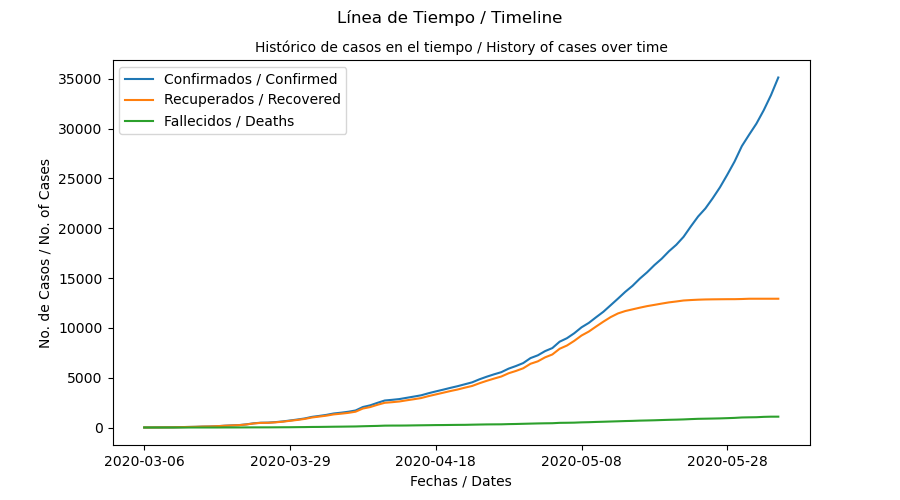 Línea de Tiempo / Timeline
Histórico de casos en el tiempo / History of cases over time
Confirmados / Confirmed
Recuperados / Recovered
Fallecidos / Deaths
35000
30000
25000
20000
15000
10000
5000
0
No. de Casos / No. of Cases
2020-03-06 2020-03-29 2020-04-18 2020-05-08 2020-05-28
Fechas / Dates